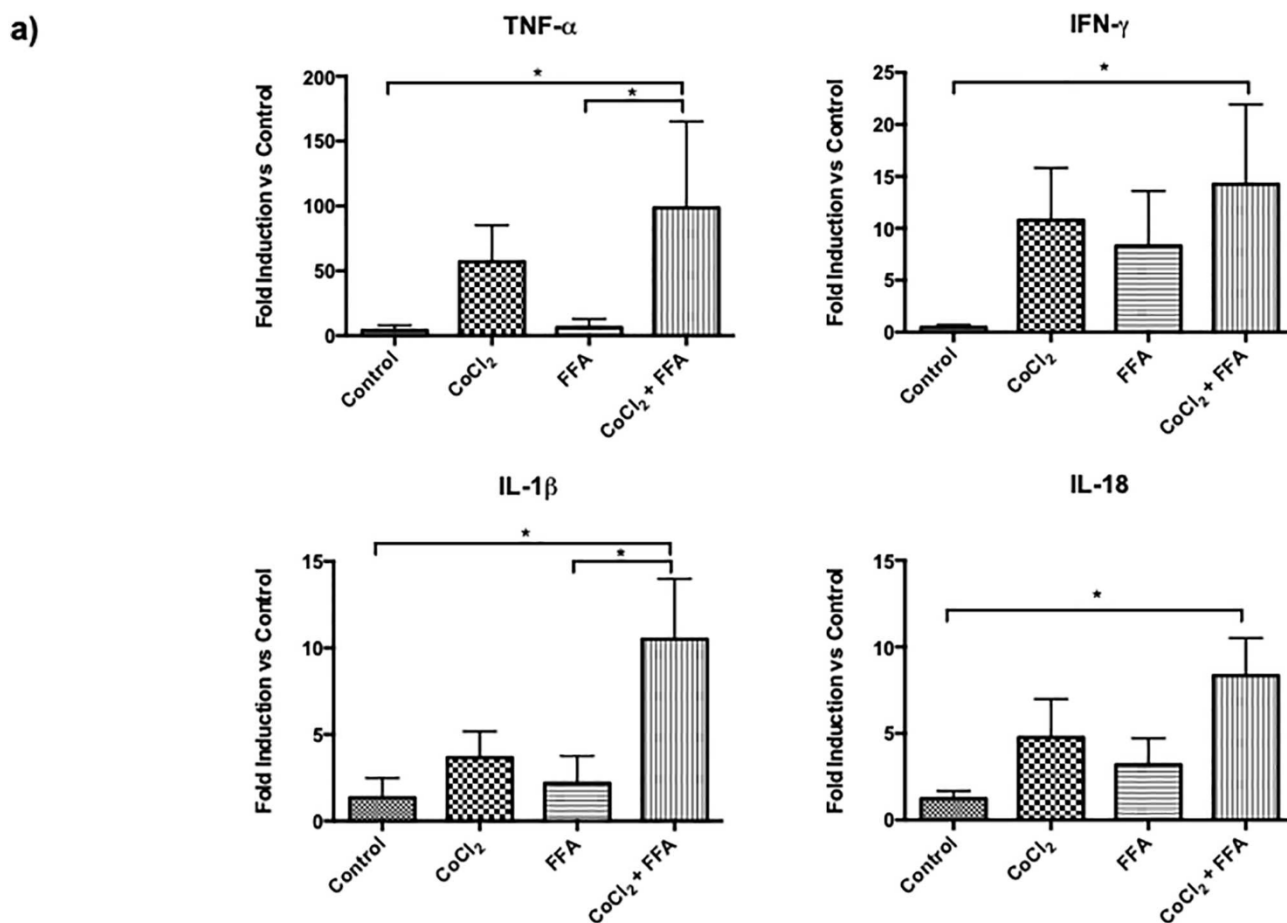 a)
TNF-α
Fold Induction vs Control
200
150
100
50
0
*
*
Control
CoCl₂
FFA
CoCl₂ + FFA
IFN-γ
Fold Induction vs Control
25
20
15
10
5
0
*
Control
CoCl₂
FFA
CoCl₂ + FFA
IL-1β
Fold Induction vs Control
15
10
5
0
*
*
Control
CoCl₂
FFA
CoCl₂ + FFA
IL-18
Fold Induction vs Control
15
10
5
0
*
Control
CoCl₂
FFA
CoCl₂ + FFA